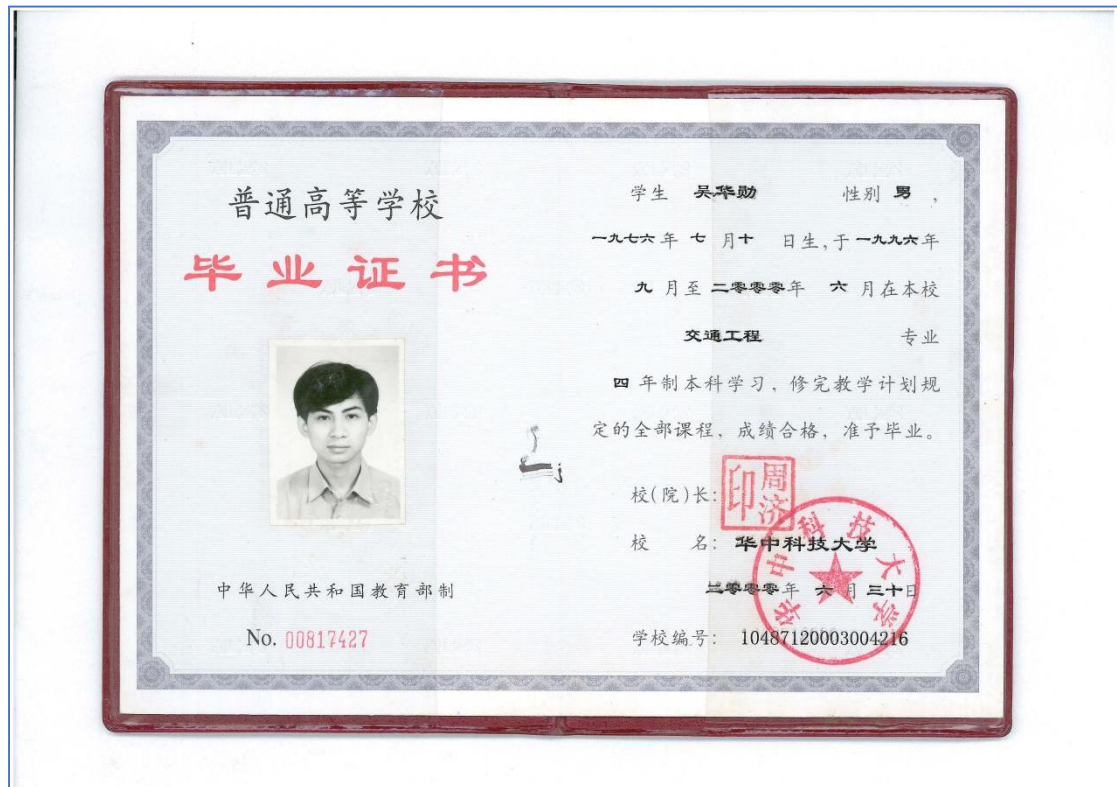 普通高等学校
毕业证书
中华人民共和国教育部制
No. 00817427
学生 吴华勋 性别 男，
一九七六年 七 月十 日生，于一九九六年
九 月至 二零零零年 六 月在本校
交通工程 专业
四 年制本科学习，修完教学计划规
定的全部课程，成绩合格，准予毕业。
校(院)长：
周济
印
校 名：华中科技大学
二零零零年 六 月 三十日
学校编号：104871200003004216
华中科技大学